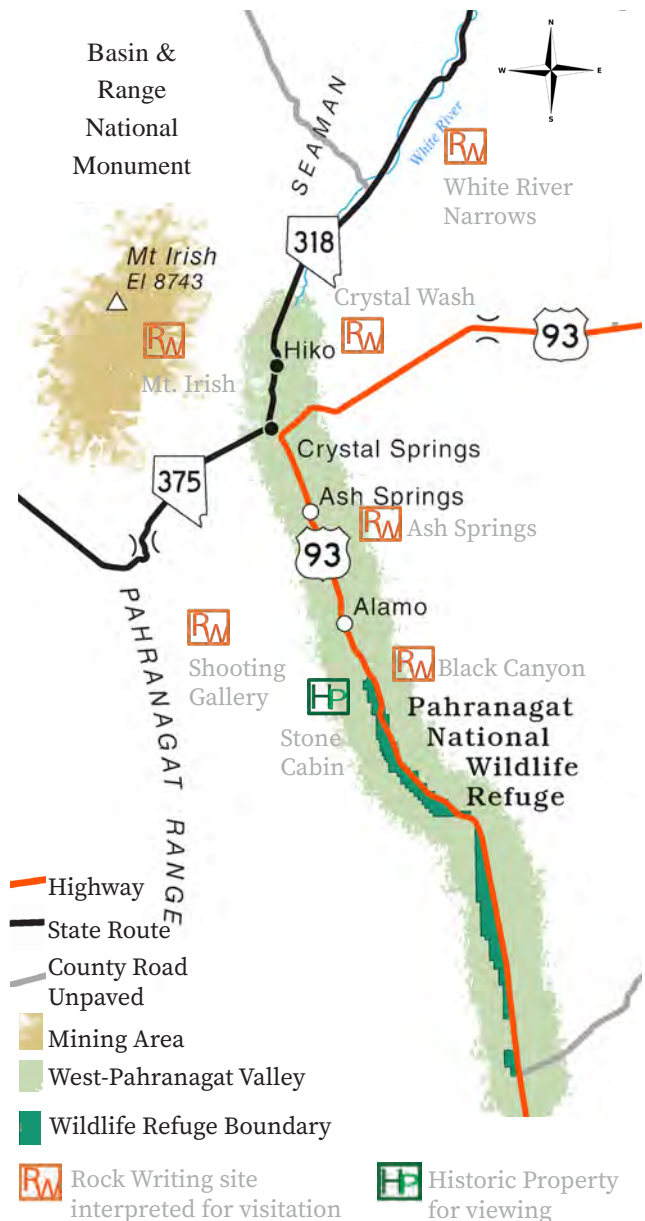 Basin &
Range
National
Monument
N
W E
S
SEAMAN
White River
RW
White River
Narrows
318
Mt Irish
El 8743
Crystal Wash
RW
93
RW
Hiko
Mt. Irish
Crystal Springs
375
Ash Springs
RW
Ash Springs
93
Alamo
PAHRANAGAT RANGE
RW
Shooting
Gallery
RW
Black Canyon
HP
Stone
Cabin
Pahranagat
National
Wildlife
Refuge
Highway
State Route
County Road
Unpaved
Mining Area
West-Pahranagat Valley
Wildlife Refuge Boundary
RW
Rock Writing site
interpreted for visitation
HP
Historic Property
for viewing